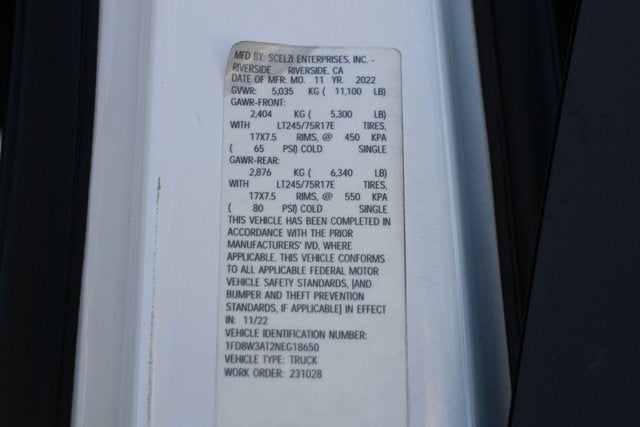 MFD BY: SCELZI ENTERPRISES, INC. -
RIVERSIDE RIVERSIDE, CA
DATE OF MFR: MO. 11 YR. 2022
GVWR: 5,035 KG ( 11,100 LB)
GAWR-FRONT:
2,404 KG ( 5,300 LB)
WITH LT245/75R17E TIRES,
17X7.5 RIMS, @ 450 KPA
( 65 PSI) COLD SINGLE
GAWR-REAR:
2,876 KG ( 6,340 LB)
WITH LT245/75R17E TIRES,
17X7.5 RIMS, @ 550 KPA
( 80 PSI) COLD SINGLE
THIS VEHICLE HAS BEEN COMPLETED IN
ACCORDANCE WITH THE PRIOR
MANUFACTURERS' IVD, WHERE
APPLICABLE. THIS VEHICLE CONFORMS
TO ALL APPLICABLE FEDERAL MOTOR
VEHICLE SAFETY STANDARDS, [AND
BUMPER AND THEFT PREVENTION
STANDARDS, IF APPLICABLE] IN EFFECT
IN: 11/22
VEHICLE IDENTIFICATION NUMBER:
1FD8W3AT2NEG18650
VEHICLE TYPE: TRUCK
WORK ORDER: 231028